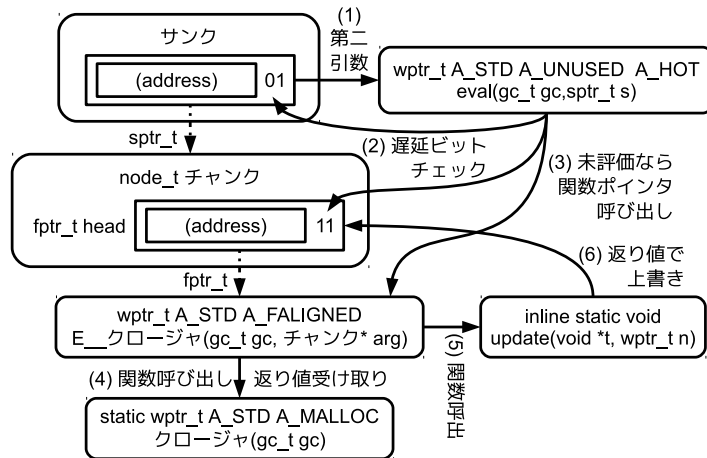 サンク
(address) 01
(1)
第二
引数
wptr_t A_STD A_UNUSED A_HOT
eval(gc_t gc,sptr_t s)
sptr_t
(2) 遅延ビット
チェック
(3) 未評価なら
関数ポインタ
呼び出し
node_t チャンク
fptr_t head
(address) 11
fptr_t
(6) 返り値で
上書き
wptr_t A_STD A_FALIGNED
E__クロージャ(gc_t gc, チャンク* arg)
(5) 関数呼出
inline static void
update(void *t, wptr_t n)
(4) 関数呼び出し 返り値受け取り
static wptr_t A_STD A_MALLOC
クロージャ(gc_t gc)